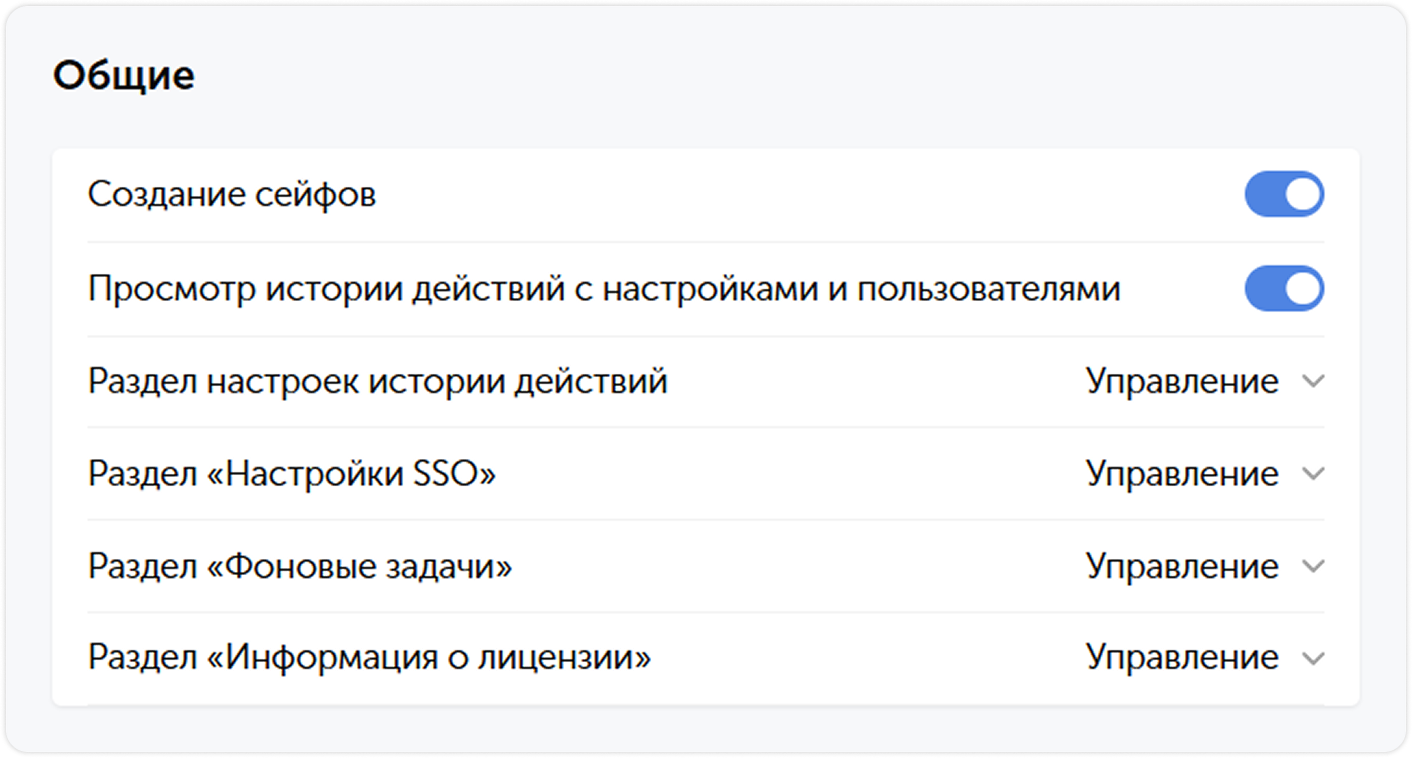 Общие
Создание сейфов
Просмотр истории действий с настройками и пользователями
Раздел настроек истории действий Управление
Раздел «Настройки SSO» Управление
Раздел «Фоновые задачи» Управление
Раздел «Информация о лицензии» Управление